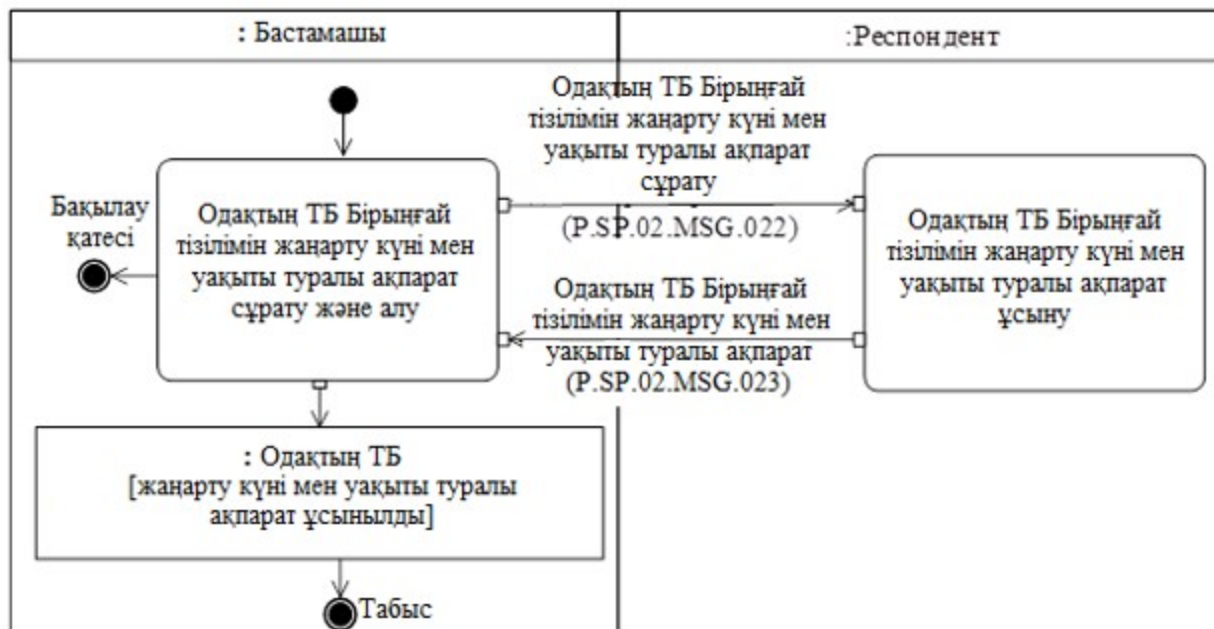 : Бастамашы
:Респондент
Одақтың ТБ Бірыңғай
тізілімін жаңарту күні мен
уақыты туралы ақпарат
сұрату
(P.SP.02.MSG.022)
Бақылау
қатесі
Одақтың ТБ Бірыңғай
тізілімін жаңарту күні мен
уақыты туралы ақпарат
сұрату және алу
Одақтың ТБ Бірыңғай
тізілімін жаңарту күні мен
уақыты туралы ақпарат
ұсыну
Одақтың ТБ Бірыңғай
тізілімін жаңарту күні мен
уақыты туралы ақпарат
(P.SP.02.MSG.023)
: Одақтың ТБ
[жаңарту күні мен уақыты туралы
ақпарат ұсынылды]
Табыс